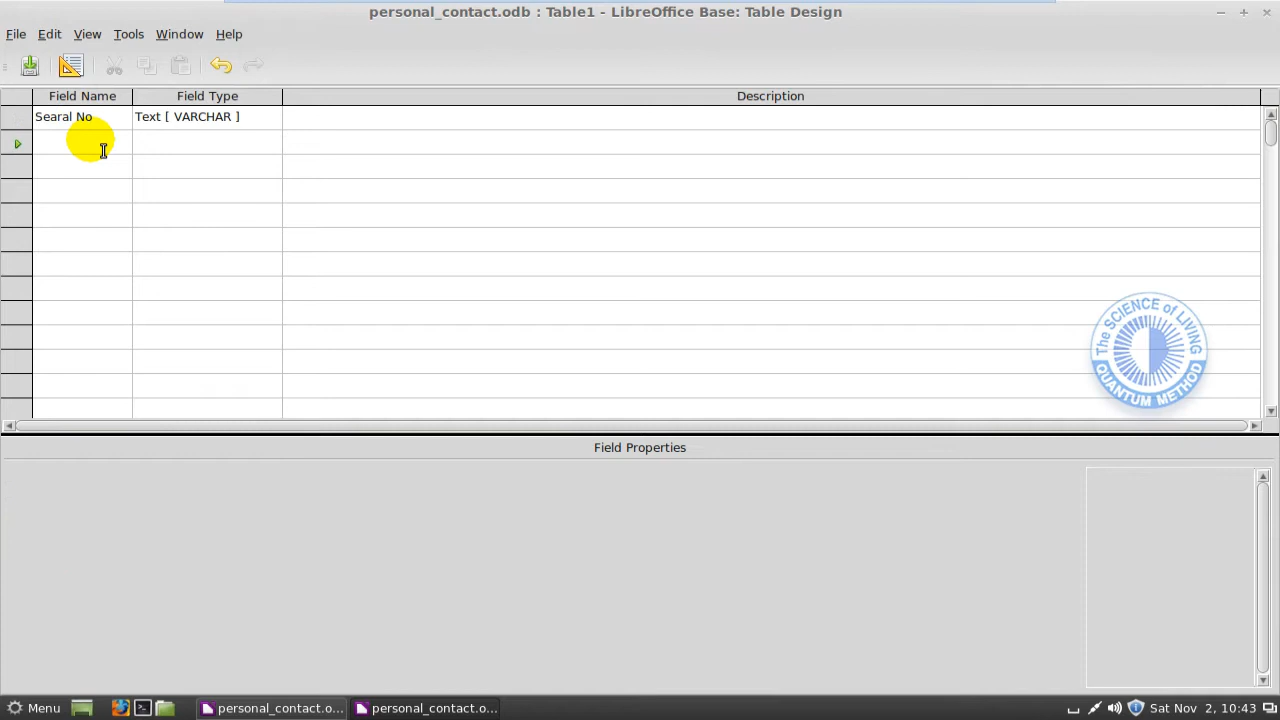 personal_contact.odb : Table1 - LibreOffice Base: Table Design
File Edit View Tools Window Help
Field Name Field Type Description
Searal No Text [ VARCHAR ]
The SCIENCE of LIVING
QUANTUM METHOD
Field Properties
Menu personal_contact.o... personal_contact.o... Sat Nov 2, 10:43